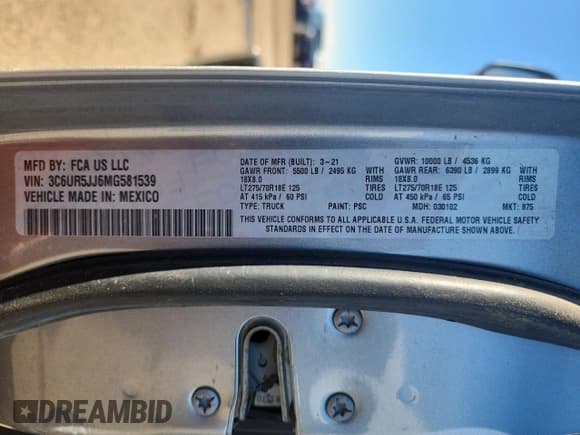 MFD BY: FCA US LLC
VIN: 3C6UR5JJ6MG581539
VEHICLE MADE IN: MEXICO
DATE OF MFR (BUILT): 3-21 GVWR: 10000 LB / 4536 KG
GAWR FRONT: 5500 LB / 2495 KG WITH GAWR REAR: 6390 LB / 2899 KG WITH
18X8.0 RIMS 18X8.0 RIMS
LT275/70R18E 125 TIRES LT275/70R18E 125 TIRES
AT 415 kPa / 60 PSI COLD AT 450 kPa / 65 PSI COLD
TYPE: TRUCK PAINT: PSC MDH: 030102 MKT: 875
THIS VEHICLE CONFORMS TO ALL APPLICABLE U.S.A. FEDERAL MOTOR VEHICLE SAFETY
STANDARDS IN EFFECT ON THE DATE OF MANUFACTURE SHOWN ABOVE.
DREAMBID